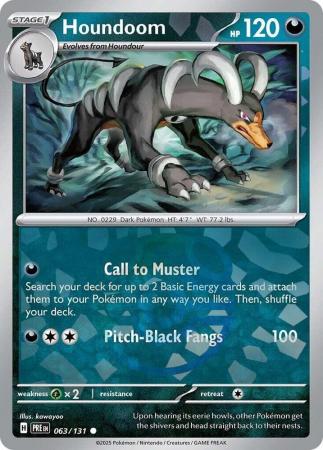 STAGE 1 Houndoom HP 120
Evolves from Houndour
NO. 0229 Dark Pokémon HT: 4'7" WT: 77.2 lbs.
Call to Muster
Search your deck for up to 2 Basic Energy cards and attach
them to your Pokémon in any way you like. Then, shuffle
your deck.
Pitch-Black Fangs 100
weakness × 2 resistance retreat
Illus. kawayoo
H PRE EN 063/131
Upon hearing its eerie howls, other Pokémon get
the shivers and head straight back to their nests.
©2025 Pokémon / Nintendo / Creatures / GAME FREAK